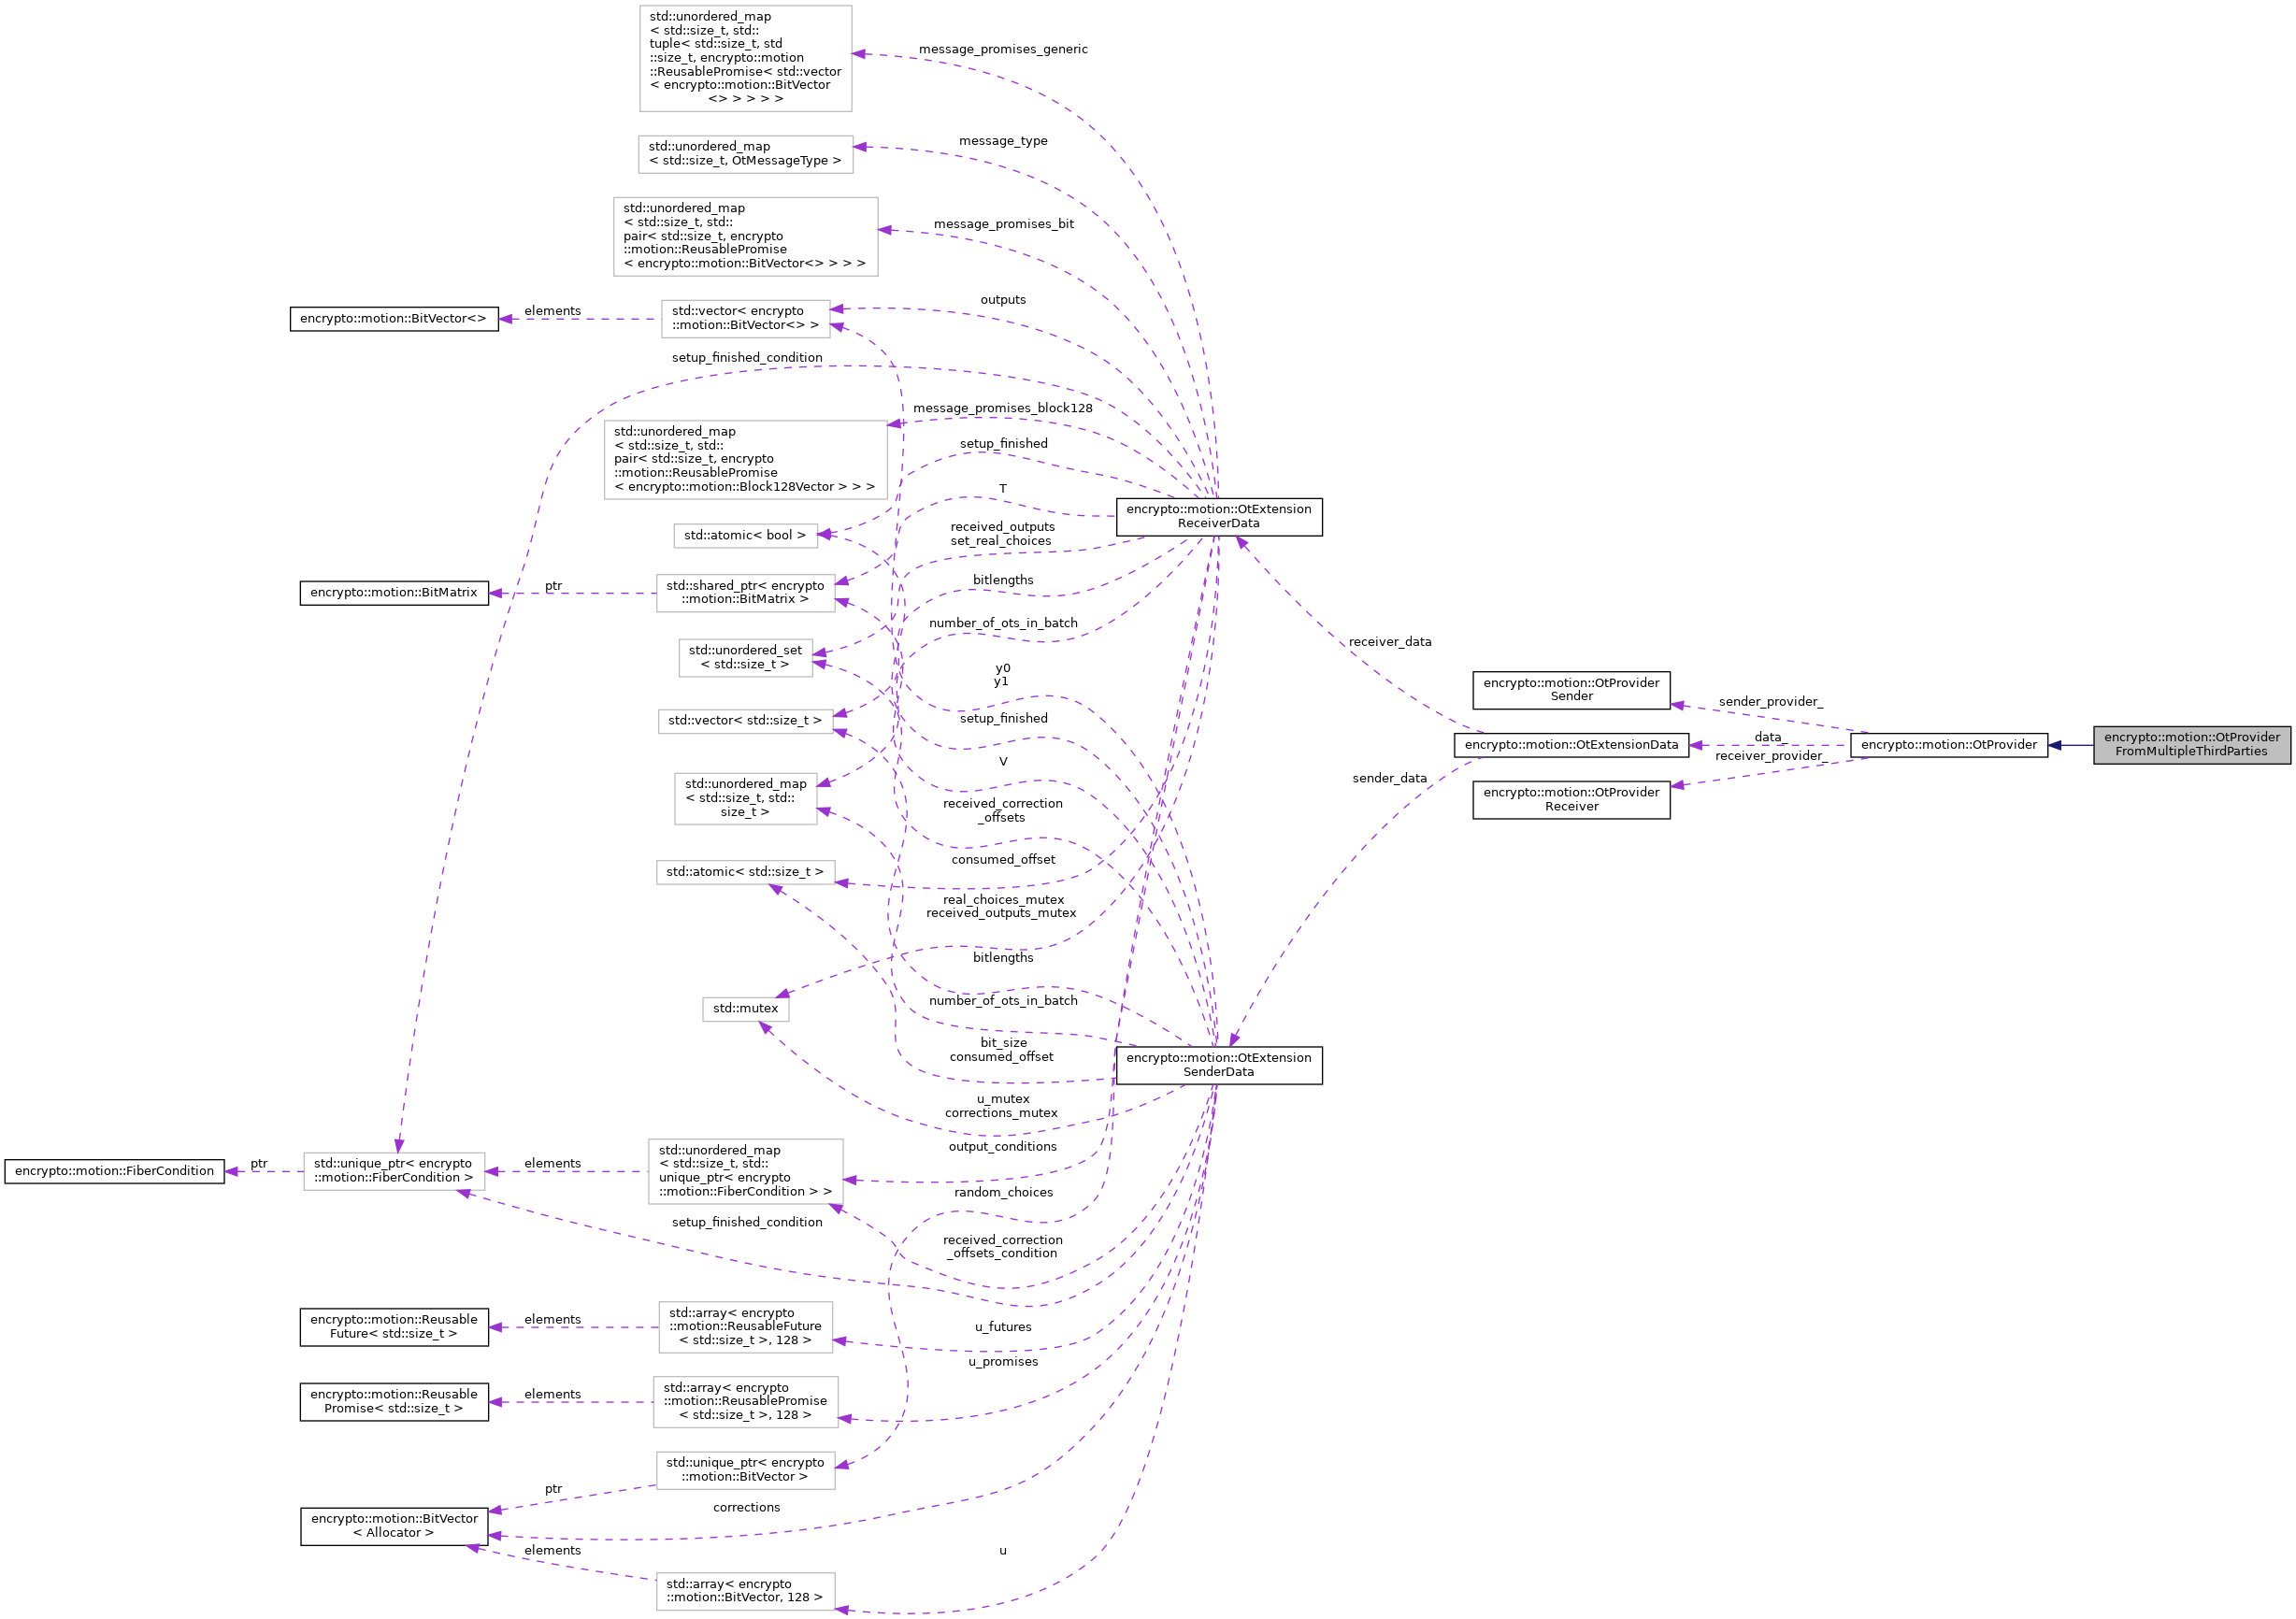 std::unordered_map
< std::size_t, std::
tuple< std::size_t, std
::size_t, encrypto::motion
::ReusablePromise< std::vector
< encrypto::motion::BitVector
<> > > > >
message_promises_generic
std::unordered_map
< std::size_t, OtMessageType >
message_type
std::unordered_map
< std::size_t, std::
pair< std::size_t, encrypto
::motion::ReusablePromise
< encrypto::motion::BitVector<> > > >
message_promises_bit
encrypto::motion::BitVector<>
elements
std::vector< encrypto
::motion::BitVector<> >
outputs
setup_finished_condition
std::unordered_map
< std::size_t, std::
pair< std::size_t, encrypto
::motion::ReusablePromise
< encrypto::motion::Block128Vector > > >
message_promises_block128
setup_finished
T
std::atomic< bool >
received_outputs
set_real_choices
encrypto::motion::OtExtension
ReceiverData
encrypto::motion::BitMatrix
ptr
std::shared_ptr< encrypto
::motion::BitMatrix >
bitlengths
number_of_ots_in_batch
std::unordered_set
< std::size_t >
receiver_data
y0
y1
std::vector< std::size_t >
setup_finished
encrypto::motion::OtProvider
Sender
sender_provider_
encrypto::motion::OtExtensionData
data_
encrypto::motion::OtProvider
encrypto::motion::OtProvider
FromMultipleThirdParties
receiver_provider_
V
std::unordered_map
< std::size_t, std::
size_t >
sender_data
encrypto::motion::OtProvider
Receiver
received_correction
_offsets
std::atomic< std::size_t >
consumed_offset
real_choices_mutex
received_outputs_mutex
bitlengths
std::mutex
number_of_ots_in_batch
bit_size
consumed_offset
encrypto::motion::OtExtension
SenderData
u_mutex
corrections_mutex
output_conditions
encrypto::motion::FiberCondition
ptr
std::unique_ptr< encrypto
::motion::FiberCondition >
elements
std::unordered_map
< std::size_t, std::
unique_ptr< encrypto
::motion::FiberCondition > >
random_choices
setup_finished_condition
received_correction
_offsets_condition
encrypto::motion::Reusable
Future< std::size_t >
elements
std::array< encrypto
::motion::ReusableFuture
< std::size_t >, 128 >
u_futures
u_promises
encrypto::motion::Reusable
Promise< std::size_t >
elements
std::array< encrypto
::motion::ReusablePromise
< std::size_t >, 128 >
std::unique_ptr< encrypto
::motion::BitVector >
ptr
corrections
encrypto::motion::BitVector
< Allocator >
elements
u
std::array< encrypto
::motion::BitVector, 128 >